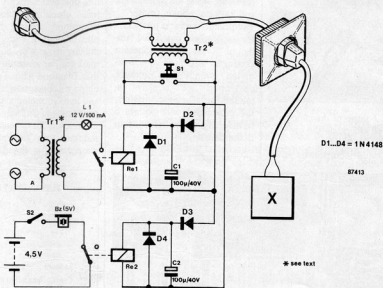 Tr2*
S1
L 1
12 V/100 mA
Tr1*
D2
D1
D1...D4 = 1N4148
Re1
C1
100µ/40V
A
87413
X
S2
Bz(5V)
D3
D4
4,5V
Re2
C2
100µ/40V
* see text